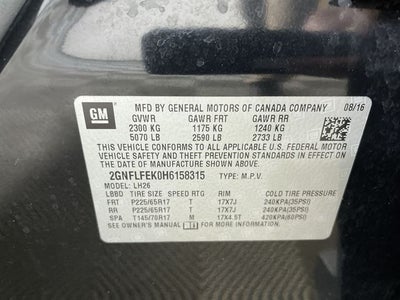 GM
MFD BY GENERAL MOTORS OF CANADA COMPANY 08/16
GVWR GAWR FRT GAWR RR
2300 KG 1175 KG 1240 KG
5070 LB 2590 LB 2733 LB
THIS VEHICLE CONFORMS TO ALL APPLICABLE U.S. FEDERAL MOTOR
VEHICLE SAFETY, BUMPER, AND THEFT PREVENTION STANDARDS IN EFFECT ON
THE DATE OF MANUFACTURE SHOWN ABOVE.
2GNFLFEK0H6158315 TYPE: M.P.V.
MODEL: LH26
LBBD TIRE SIZE SPEED RTG RIM COLD TIRE PRESSURE
FRT P225/65R17 T 17X7J 240KPA(35PSI)
RR P225/65R17 T 17X7J 240KPA(35PSI)
SPA T145/70R17 M 17X4.5T 420KPA(60PSI)
SEE OWNER'S MANUAL FOR MORE INFORMATION.